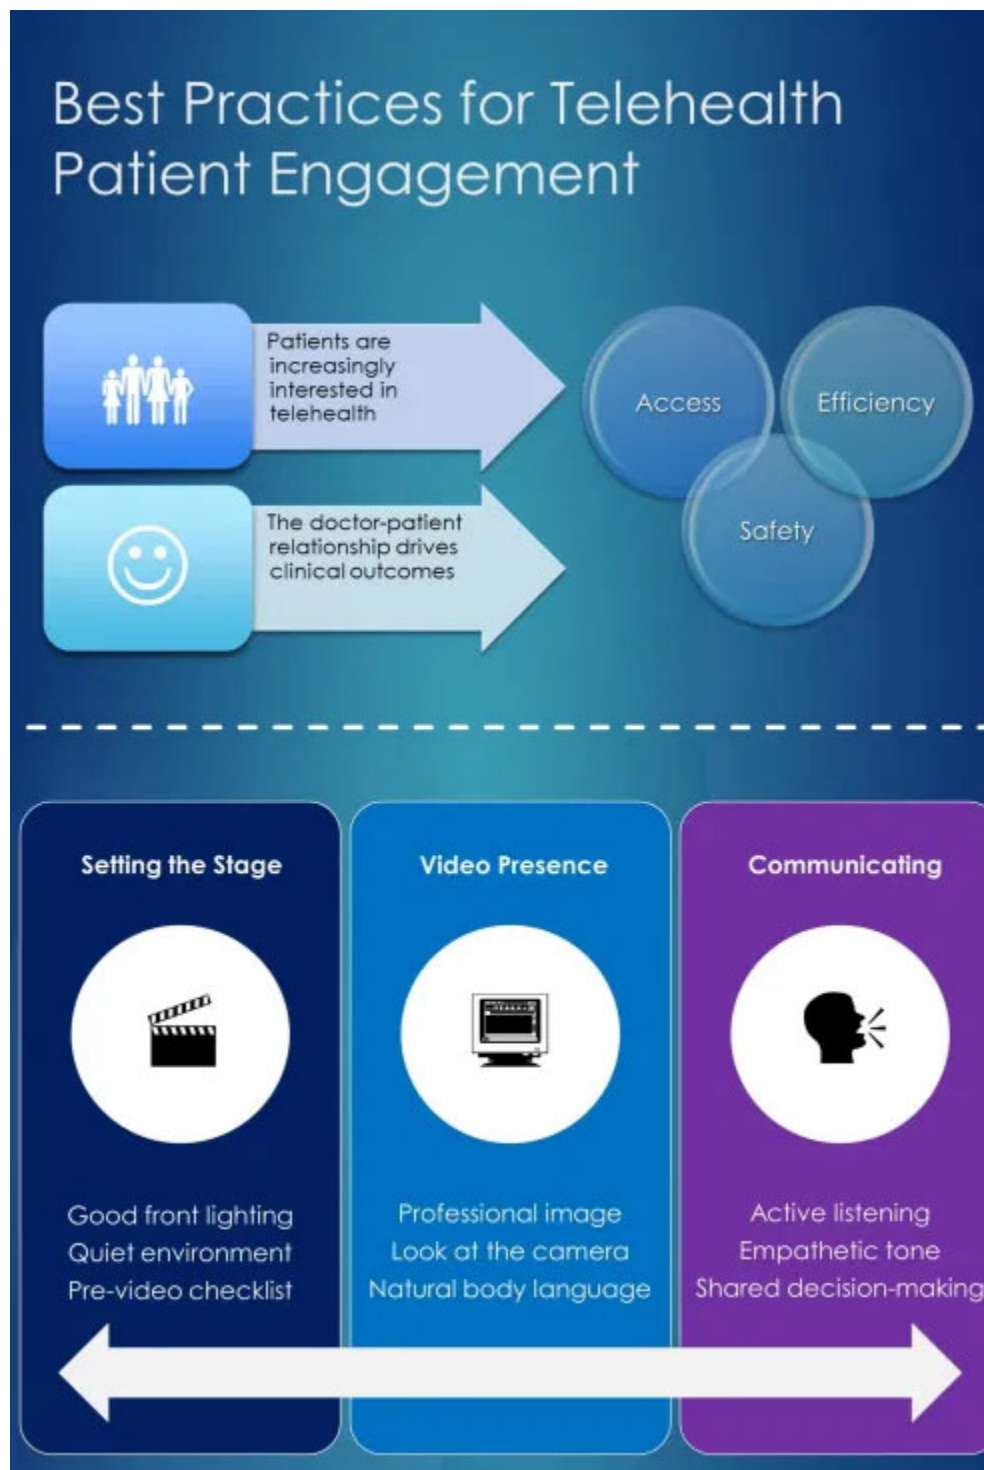 Best Practices for Telehealth
Patient Engagement
Patients are
increasingly
interested in
telehealth
The doctor-patient
relationship drives
clinical outcomes
Access
Efficiency
Safety
Setting the Stage
Good front lighting
Quiet environment
Pre-video checklist
Video Presence
Professional image
Look at the camera
Natural body language
Communicating
Active listening
Empathetic tone
Shared decision-making